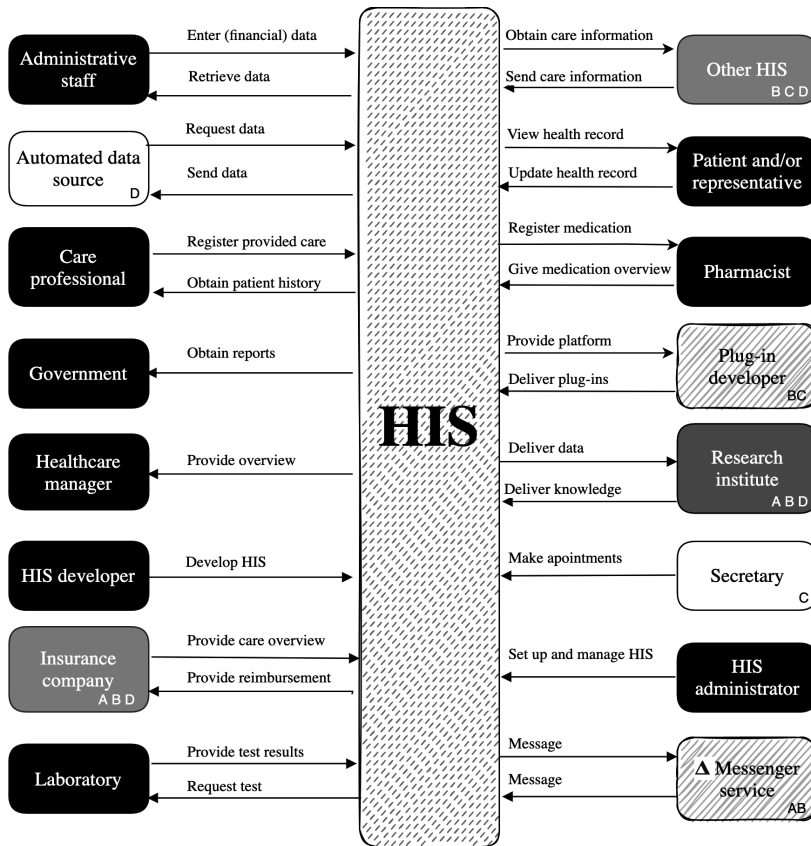 Administrative
staff
Enter (financial) data
Retrieve data
Automated data
source
D
Request data
Send data
Care
professional
Register provided care
Obtain patient history
Government
Obtain reports
Healthcare
manager
Provide overview
HIS developer
Develop HIS
Insurance
company
A B D
Provide care overview
Provide reimbursement
Laboratory
Provide test results
Request test
HIS
Obtain care information
Send care information
Other HIS
B C D
View health record
Update health record
Patient and/or
representative
Register medication
Give medication overview
Pharmacist
Provide platform
Deliver plug-ins
Plug-in
developer
BC
Deliver data
Deliver knowledge
Research
institute
A B D
Make apointments
Secretary
C
Set up and manage HIS
HIS
administrator
Message
Message
Δ Messenger
service
AB